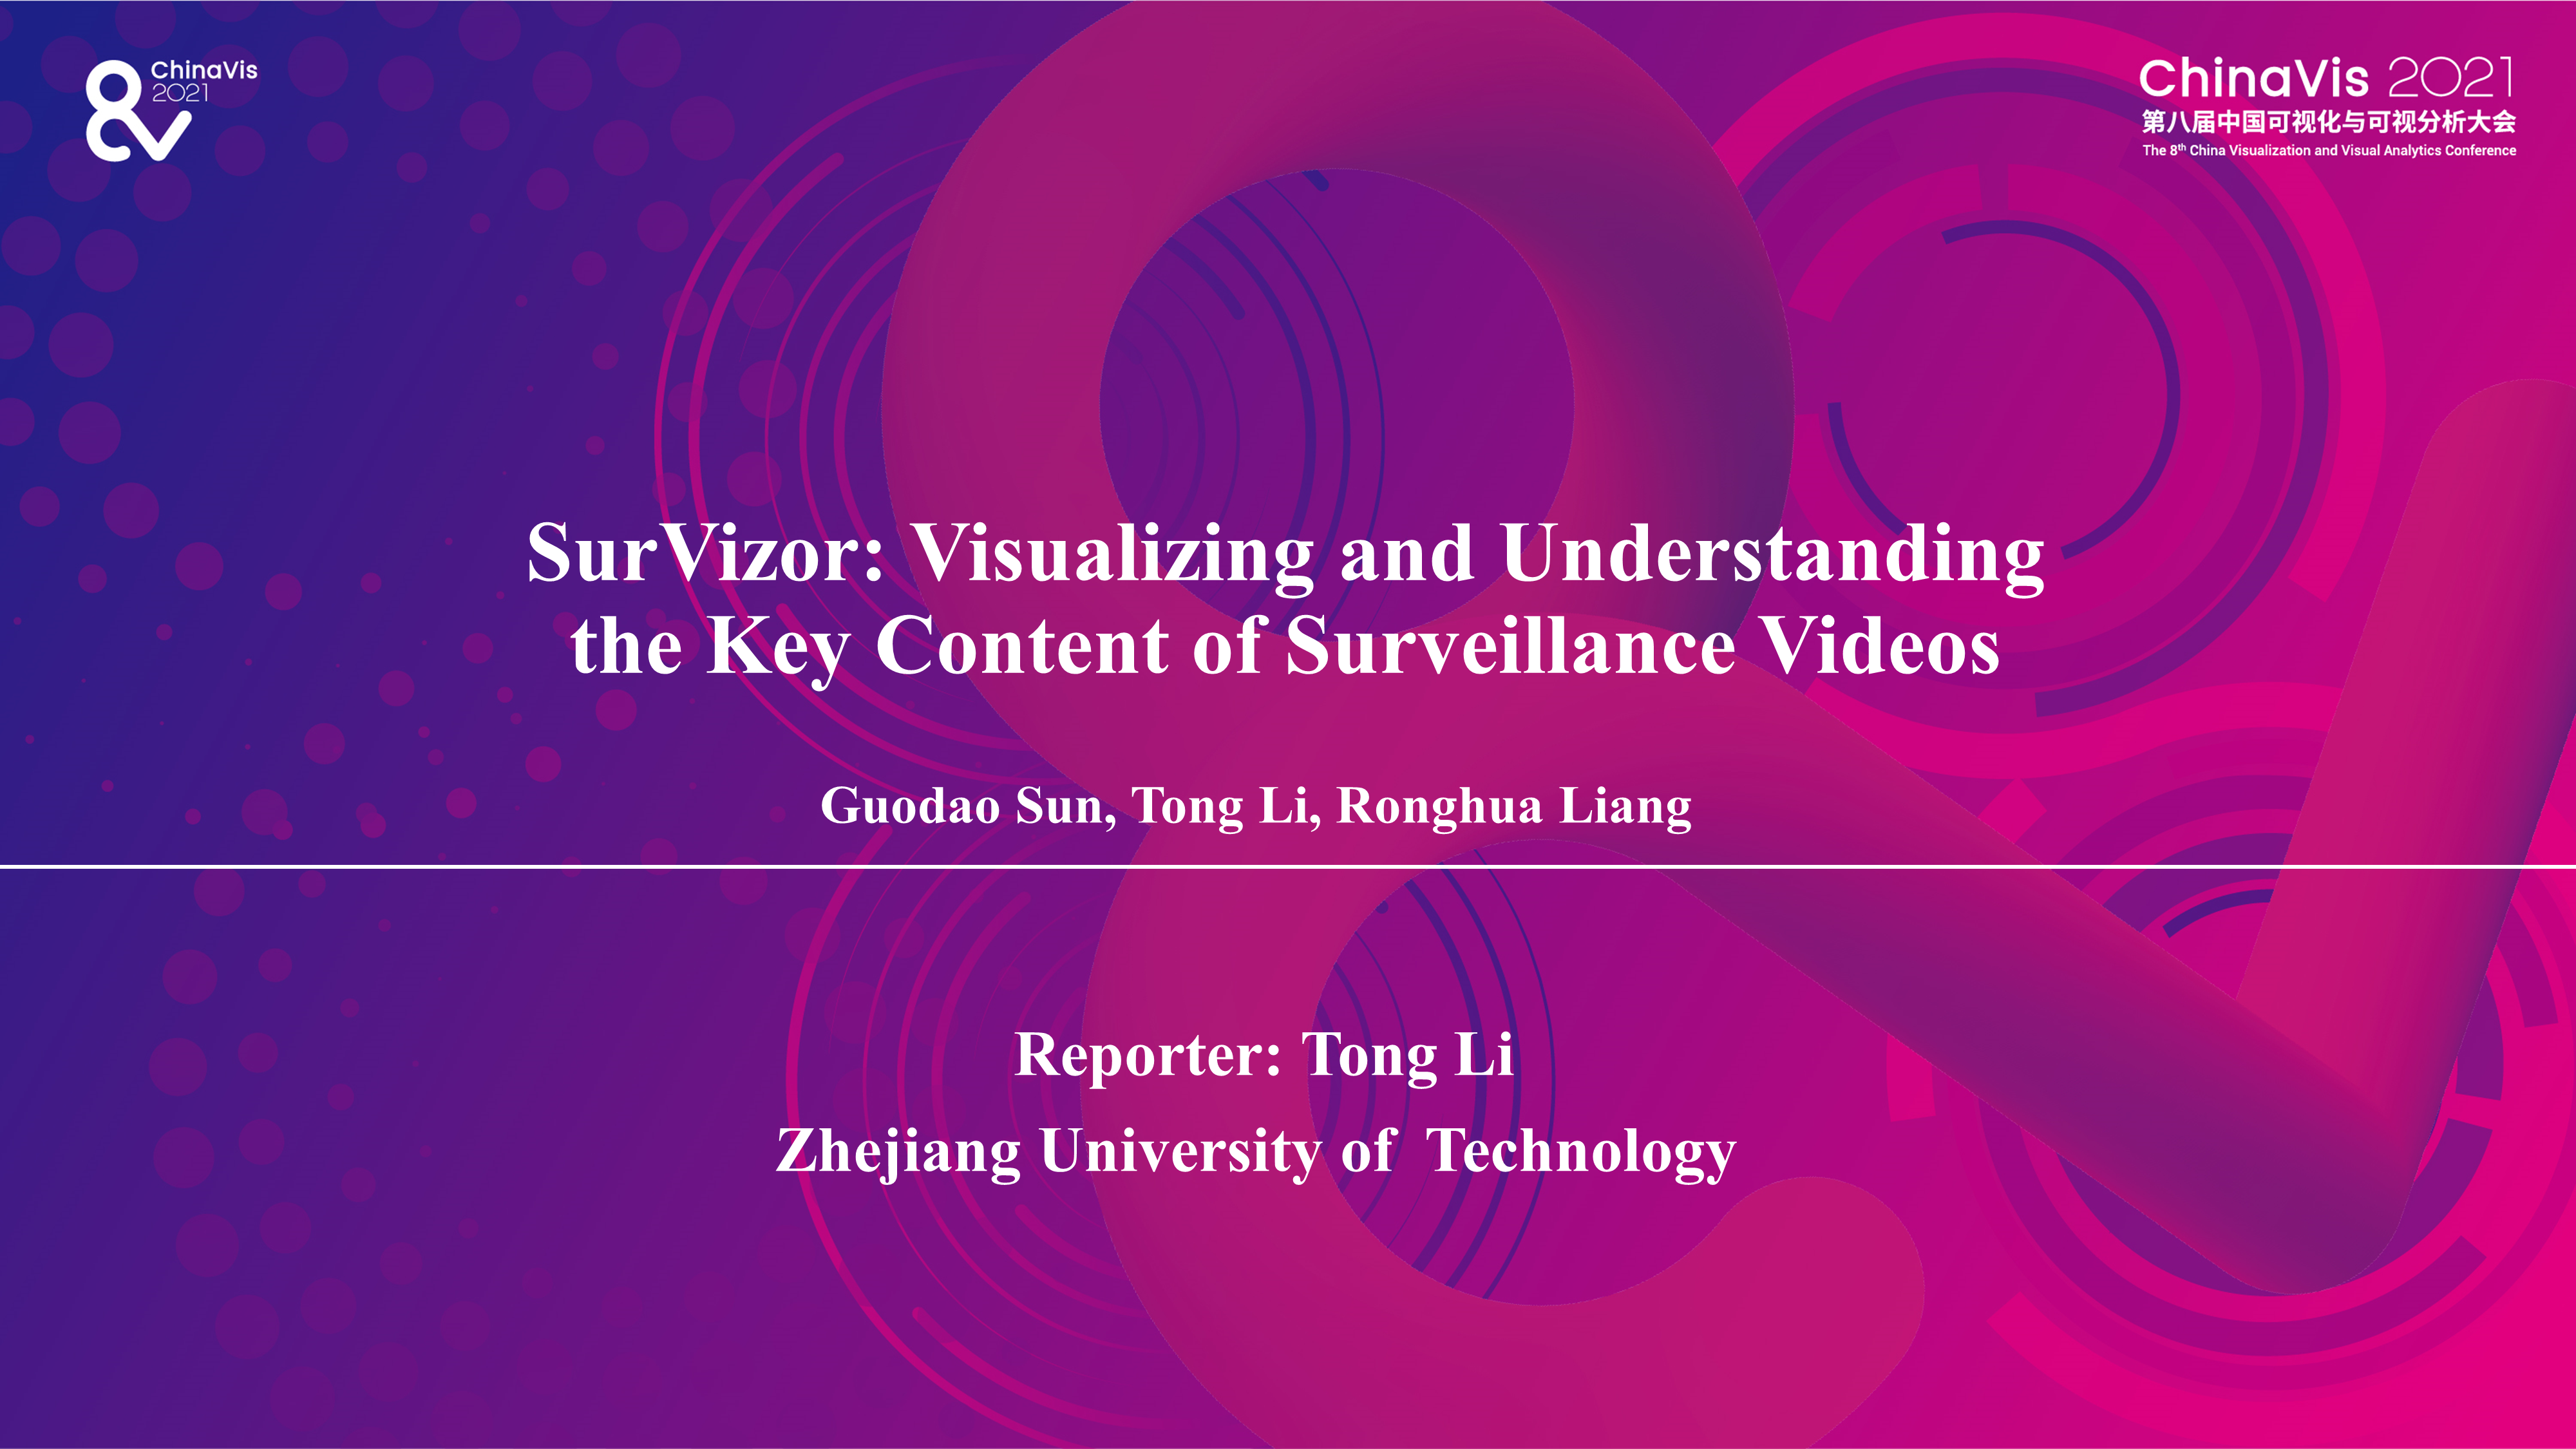 ChinaVis
2021
ChinaVis 2021
第八届中国可视化与可视分析大会
The 8th China Visualization and Visual Analytics Conference
SurVizor: Visualizing and Understanding
the Key Content of Surveillance Videos
Guodao Sun, Tong Li, Ronghua Liang
Reporter: Tong Li
Zhejiang University of Technology